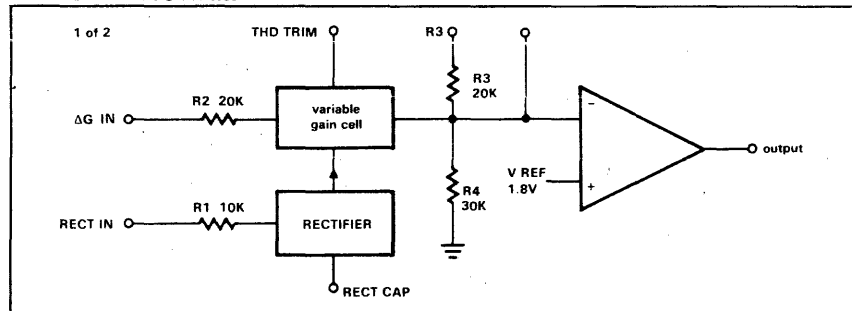 1 of 2
THD TRIM
R3
R3
20K
R2 20K
ΔG IN
variable
gain cell
−
output
V REF
1.8V
+
R4
30K
R1 10K
RECT IN
RECTIFIER
RECT CAP